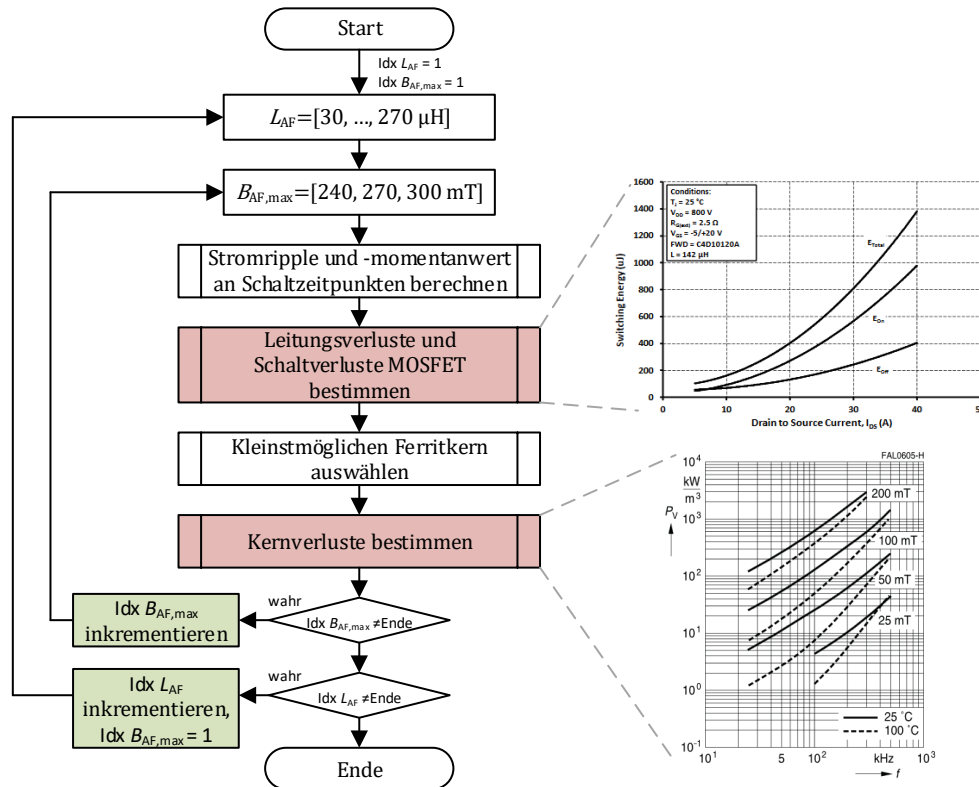 Start
Idx L_AF = 1
Idx B_AF,max = 1
L_AF=[30, …, 270 µH]
B_AF,max=[240, 270, 300 mT]
Stromripple und -momentanwert
an Schaltzeitpunkten berechnen
Leitungsverluste und
Schaltverluste MOSFET
bestimmen
Kleinstmöglichen Ferritkern
auswählen
Kernverluste bestimmen
wahr
Idx B_AF,max ≠Ende
Idx B_AF,max
inkrementieren
wahr
Idx L_AF ≠Ende
Idx L_AF
inkrementieren,
Idx B_AF,max = 1
Ende
Switching Energy (uJ)
1600
1400
1200
1000
800
600
400
200
0
Conditions:
T_J = 25 °C
V_DD = 800 V
R_G(ext) = 2.5 Ω
V_GS = -5/+20 V
FWD = C4D10120A
L = 142 µH
E_Total
E_On
E_Off
0 10 20 30 40 50
Drain to Source Current, I_DS (A)
FAL0605-H
10^4
kW
m^3
P_V
10^3
10^2
10^1
10^0
10^-1
200 mT
100 mT
50 mT
25 mT
25 ˚C
100 ˚C
10^1 5 10^2 kHz 10^3
f